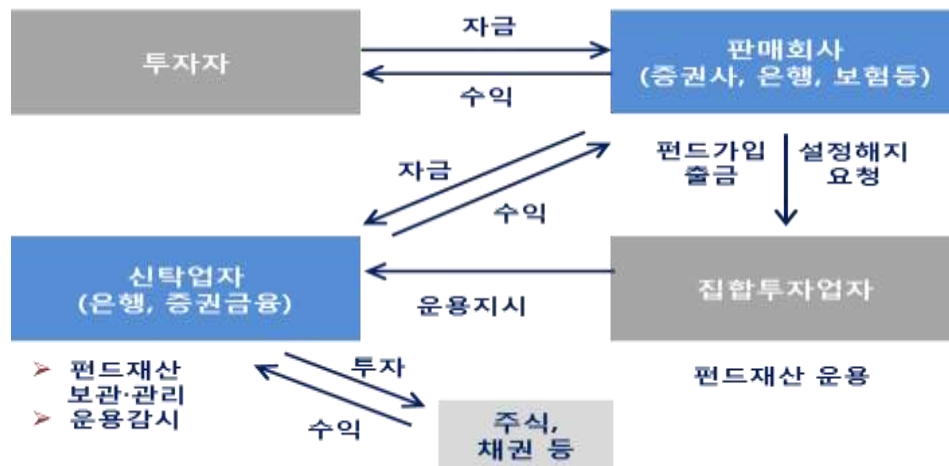 자금
투자자
판매회사
(증권사, 은행, 보험등)
수익
자금
수익
펀드가입
출금
설정해지
요청
신탁업자
(은행, 증권금융)
운용지시
집합투자업자
펀드재산
보관·관리
운용감시
투자
수익
주식,
채권 등
펀드재산 운용